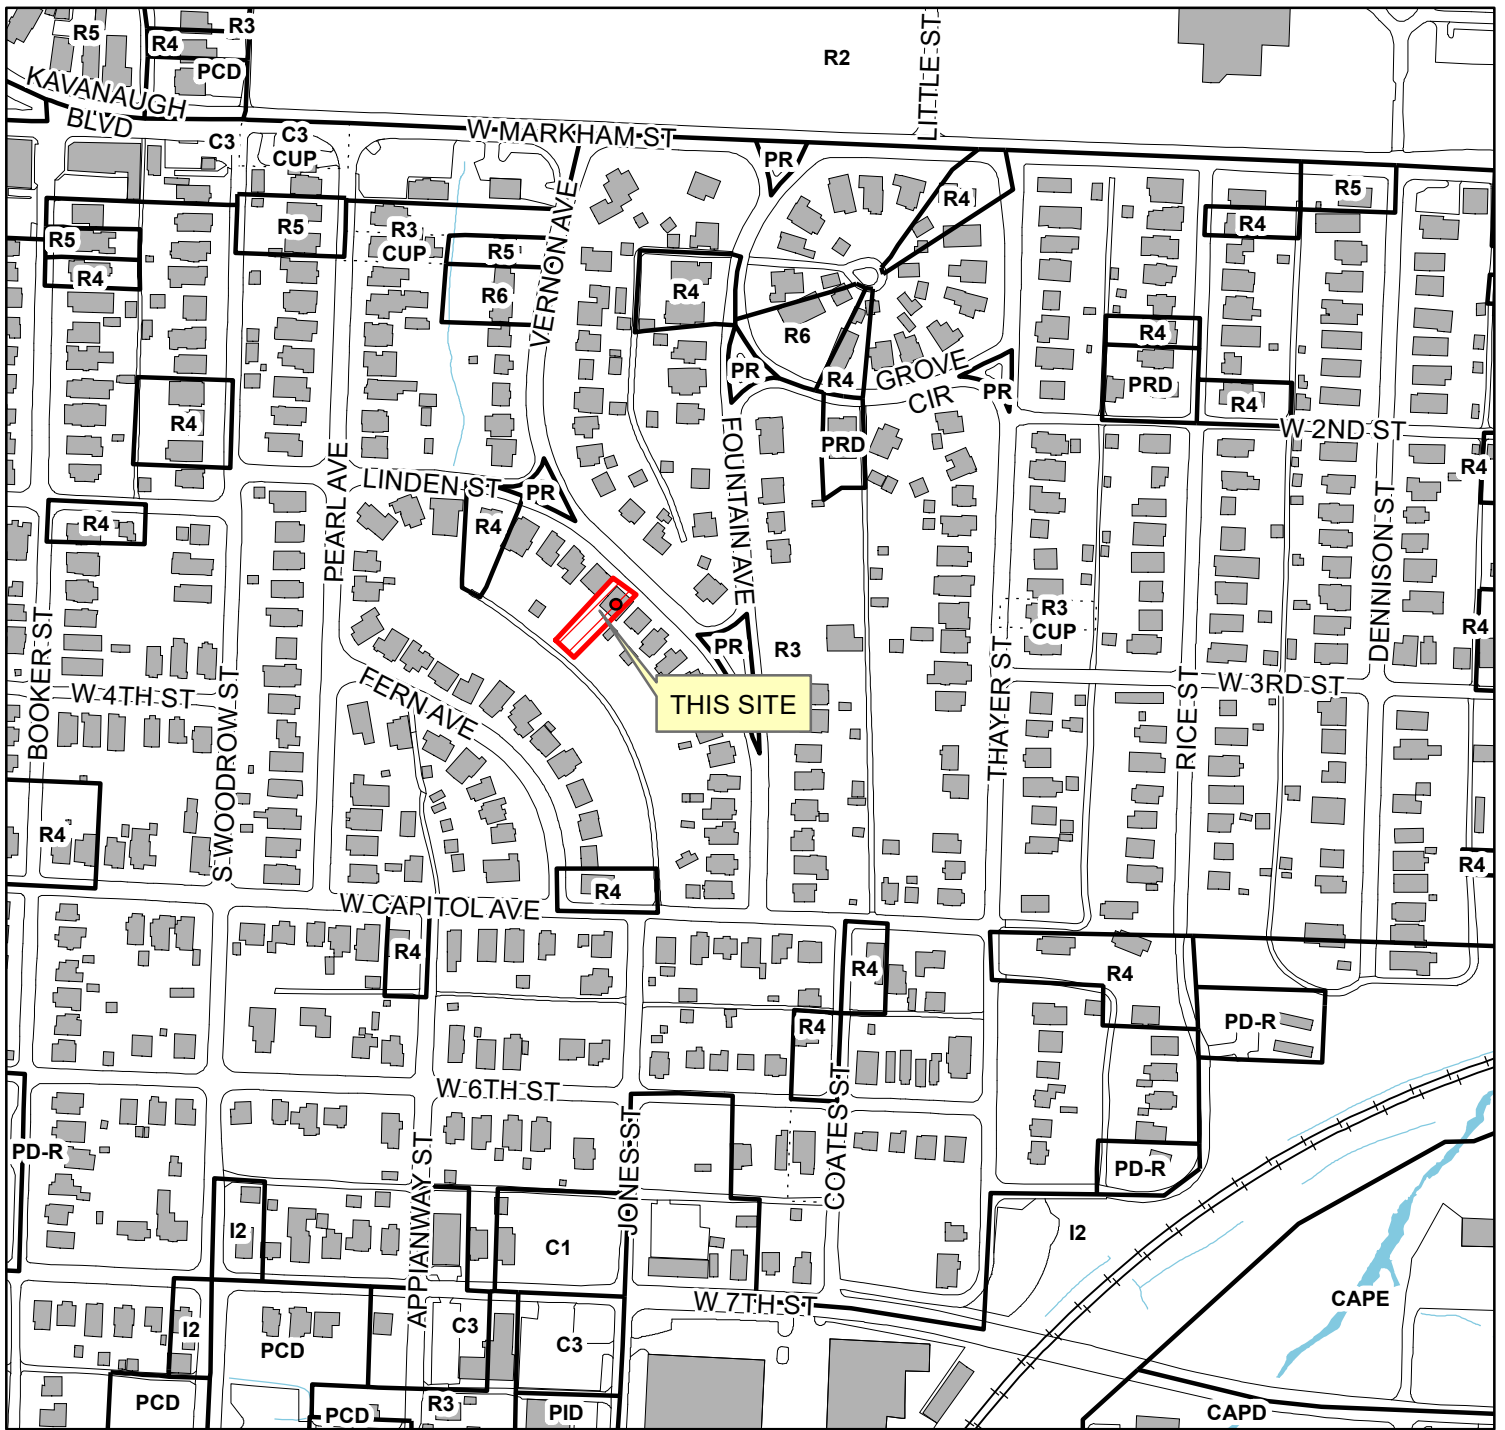 R5
R4
R3
PCD
R2
LITTLE ST
KAVANAUGH
BLVD
C3
C3
CUP
W MARKHAM ST
PR
R4
R5
R4
R5
R5
R4
R3
CUP
R5
R6
VERNON AVE
R4
R6
PR
R4
GROVE
CIR
PR
R4
PRD
R4
R4
PRD
W 2ND ST
R4
LINDEN ST
PR
R4
PEARL AVE
FOUNTAIN AVE
DENNISON ST
R4
R3
CUP
R4
BOOKER ST
W 4TH ST
S WOODROW ST
FERN AVE
PR
R3
THIS SITE
THAYER ST
RICE ST
W 3RD ST
R4
R4
R4
W CAPITOL AVE
R4
R4
R4
R4
PD-R
W 6TH ST
PD-R
APPIANWAY ST
JONES ST
COATES ST
PD-R
I2
C1
I2
W 7TH ST
CAPE
I2
PCD
C3
C3
PCD
PCD
R3
PID
CAPD